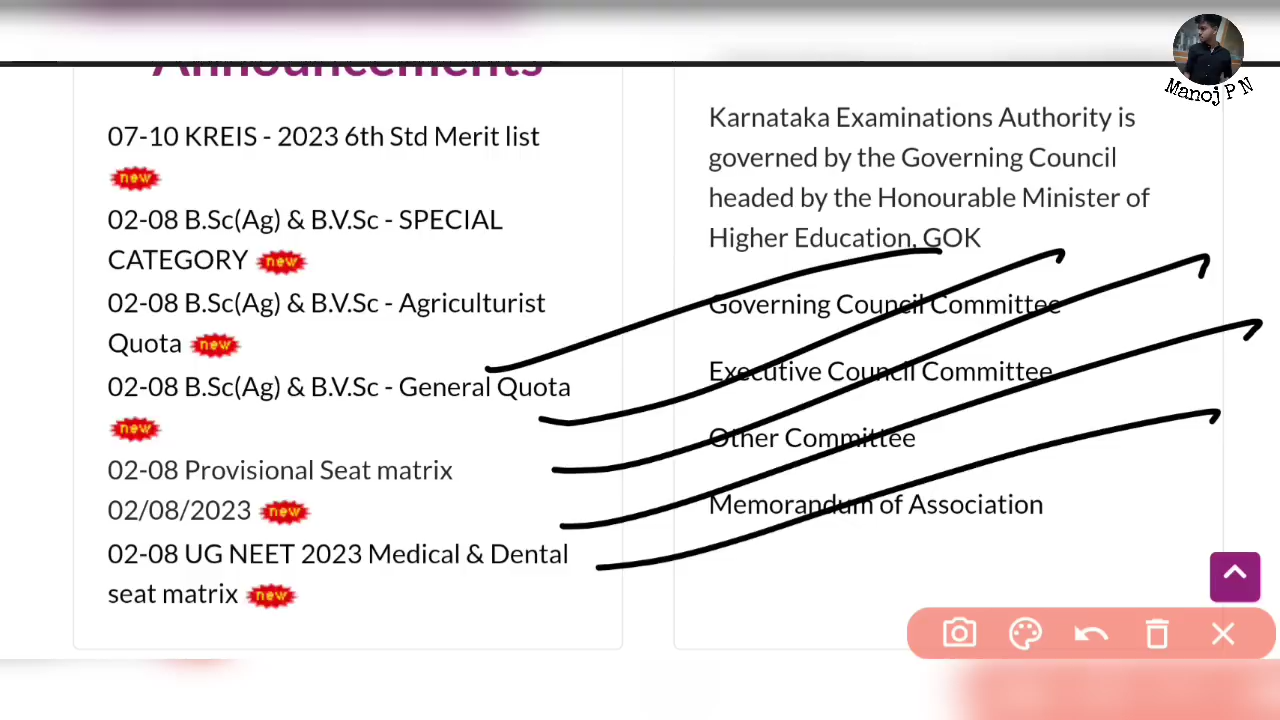 Announcements
07-10 KREIS - 2023 6th Std Merit list
new
02-08 B.Sc(Ag) & B.V.Sc - SPECIAL
CATEGORY new
02-08 B.Sc(Ag) & B.V.Sc - Agriculturist
Quota new
02-08 B.Sc(Ag) & B.V.Sc - General Quota
new
02-08 Provisional Seat matrix
02/08/2023 new
02-08 UG NEET 2023 Medical & Dental
seat matrix new
Karnataka Examinations Authority is
governed by the Governing Council
headed by the Honourable Minister of
Higher Education, GOK
Governing Council Committee
Executive Council Committee
Other Committee
Memorandum of Association
Manoj P N